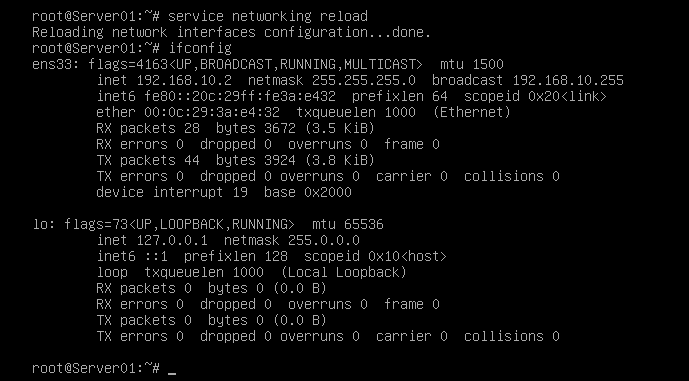 root@Server01:~# service networking reload
Reloading network interfaces configuration...done.
root@Server01:~# ifconfig
ens33: flags=4163<UP,BROADCAST,RUNNING,MULTICAST>  mtu 1500
        inet 192.168.10.2  netmask 255.255.255.0  broadcast 192.168.10.255
        inet6 fe80::20c:29ff:fe3a:e432  prefixlen 64  scopeid 0x20<link>
        ether 00:0c:29:3a:e4:32  txqueuelen 1000  (Ethernet)
        RX packets 28  bytes 3672 (3.5 KiB)
        RX errors 0  dropped 0  overruns 0  frame 0
        TX packets 44  bytes 3924 (3.8 KiB)
        TX errors 0  dropped 0 overruns 0  carrier 0  collisions 0
        device interrupt 19  base 0x2000

lo: flags=73<UP,LOOPBACK,RUNNING>  mtu 65536
        inet 127.0.0.1  netmask 255.0.0.0
        inet6 ::1  prefixlen 128  scopeid 0x10<host>
        loop  txqueuelen 1000  (Local Loopback)
        RX packets 0  bytes 0 (0.0 B)
        RX errors 0  dropped 0  overruns 0  frame 0
        TX packets 0  bytes 0 (0.0 B)
        TX errors 0  dropped 0 overruns 0  carrier 0  collisions 0

root@Server01:~# _